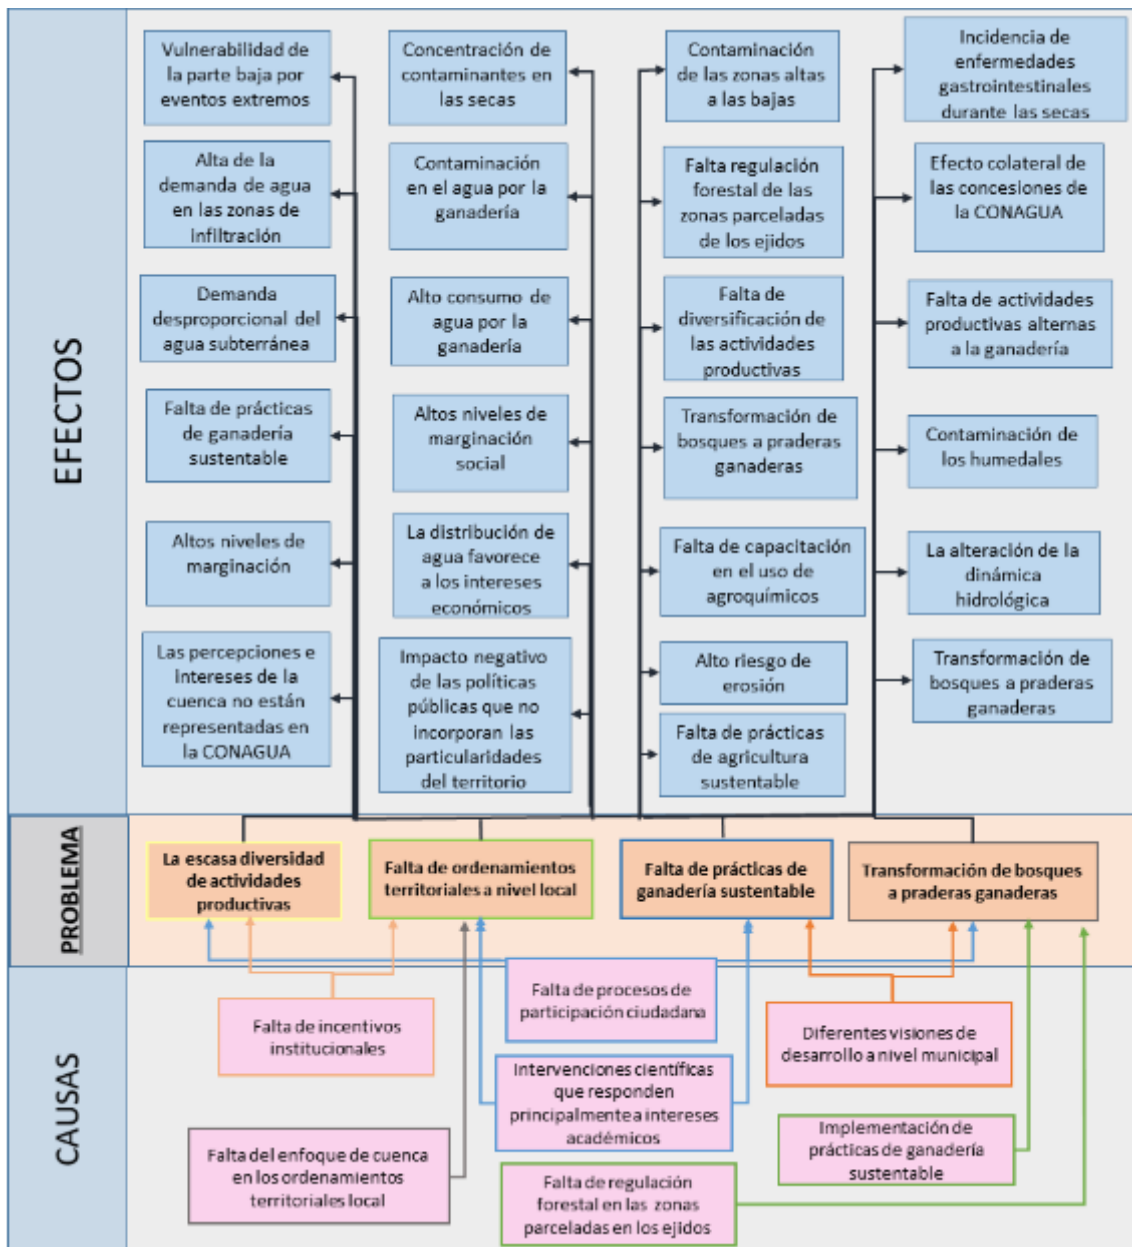 EFECTOS
Vulnerabilidad de
la parte baja por
eventos extremos
Alta de la
demanda de agua
en las zonas de
infiltración
Demanda
desproporcional del
agua subterránea
Falta de prácticas
de ganadería
sustentable
Altos niveles de
marginación
Las percepciones e
intereses de la
cuenca no están
representadas en
la CONAGUA
Concentración de
contaminantes en
las secas
Contaminación
en el agua por la
ganadería
Alto consumo de
agua por la
ganadería
Altos niveles de
marginación
social
La distribución de
agua favorece
a los intereses
económicos
Impacto negativo
de las políticas
públicas que no
incorporan las
particularidades
del territorio
Contaminación
de las zonas altas
a las bajas
Falta regulación
forestal de las
zonas parceladas
de los ejidos
Falta de
diversificación de
las actividades
productivas
Transformación de
bosques a praderas
ganaderas
Falta de capacitación
en el uso de
agroquímicos
Alto riesgo de
erosión
Falta de prácticas
de agricultura
sustentable
Incidencia de
enfermedades
gastrointestinales
durante las secas
Efecto colateral de
las concesiones de
la CONAGUA
Falta de actividades
productivas alternas
a la ganadería
Contaminación de
los humedales
La alteración de la
dinámica
hidrológica
Transformación de
bosques a praderas
ganaderas
PROBLEMA
La escasa diversidad
de actividades
productivas
Falta de ordenamientos
territoriales a nivel local
Falta de prácticas de
ganadería sustentable
Transformación de bosques
a praderas ganaderas
CAUSAS
Falta de incentivos
institucionales
Falta de procesos de
participación ciudadana
Diferentes visiones de
desarrollo a nivel municipal
Intervenciones científicas
que responden
principalmente a intereses
académicos
Falta del enfoque de cuenca
en los ordenamientos
territoriales local
Implementación de
prácticas de ganadería
sustentable
Falta de regulación
forestal en las zonas
parceladas en los ejidos